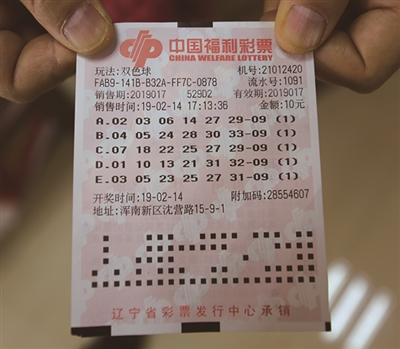 中国福利彩票
CHINA WELFARE LOTTERY
玩法:双色球 机号:21012420
FAB9-141B-B32A-FF7C-0878 流水号:1091
销售期:2019017 529D2 有效期:2019017
销售时间:19-02-14 17:13:36 金额:10元
A.02 03 06 14 27 29-09 (1)
B.04 05 24 28 30 33-09 (1)
C.07 18 22 25 27 29-09 (1)
D.01 10 13 21 31 32-09 (1)
E.03 05 23 25 27 31-09 (1)
开奖时间:19-02-14 附加码:28554607
地址:浑南新区沈营路15-9-1
辽宁省彩票发行中心承销